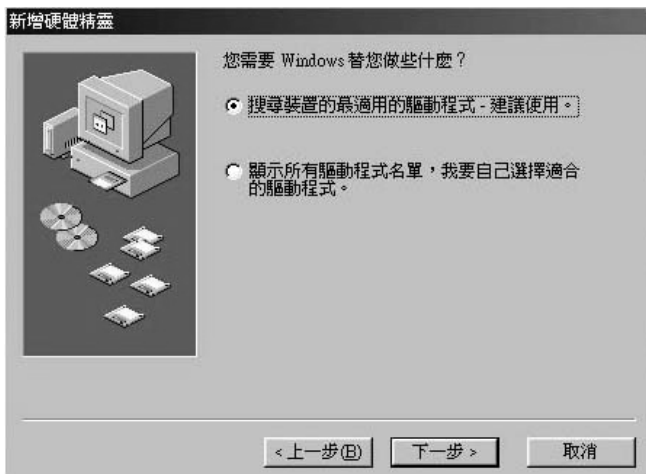 新增硬體精靈
您需要 Windows 替您做些什麼？
搜尋裝置的最適用的驅動程式 - 建議使用。
顯示所有驅動程式名單，我要自己選擇適合
的驅動程式。
<上一步(B)
下一步 >
取消